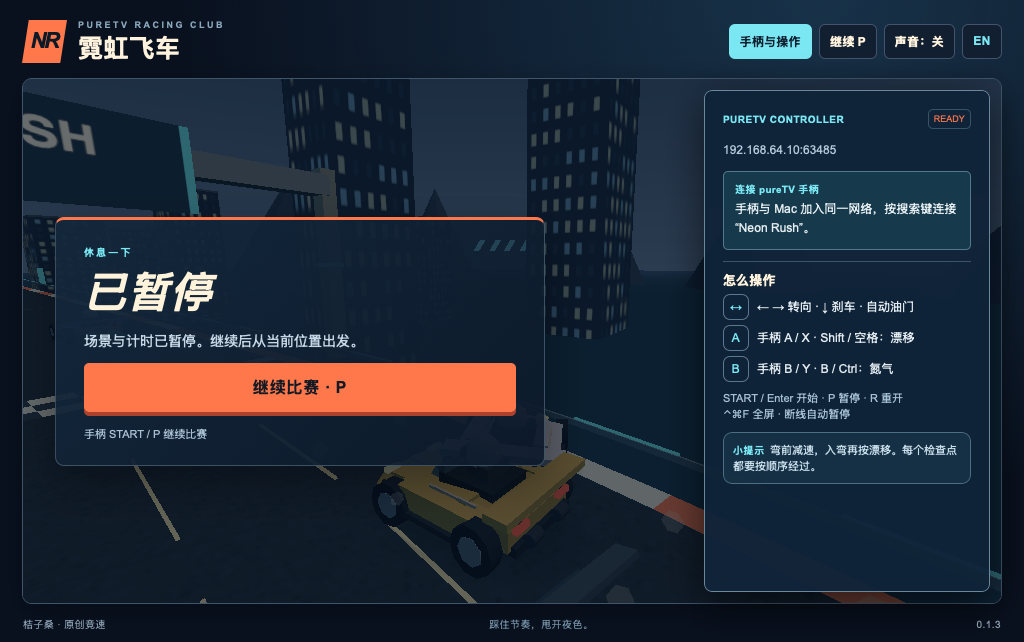 NR
PURETV RACING CLUB
霓虹飞车
手柄与操作
继续 P
声音：关
EN
SH
PURETV CONTROLLER
READY
192.168.64.10:63485
连接 pureTV 手柄
手柄与 Mac 加入同一网络，按搜索键连接
“Neon Rush”。
怎么操作
↔ ← → 转向 · ↓ 刹车 · 自动油门
A 手柄 A / X · Shift / 空格：漂移
B 手柄 B / Y · B / Ctrl：氮气
START / Enter 开始 · P 暂停 · R 重开
^⌘F 全屏 · 断线自动暂停
小提示 弯前减速，入弯再按漂移。每个检查点
都要按顺序经过。
休息一下
已暂停
场景与计时已暂停。继续后从当前位置出发。
继续比赛 · P
手柄 START / P 继续比赛
桔子桑 · 原创竞速
踩住节奏，甩开夜色。
0.1.3